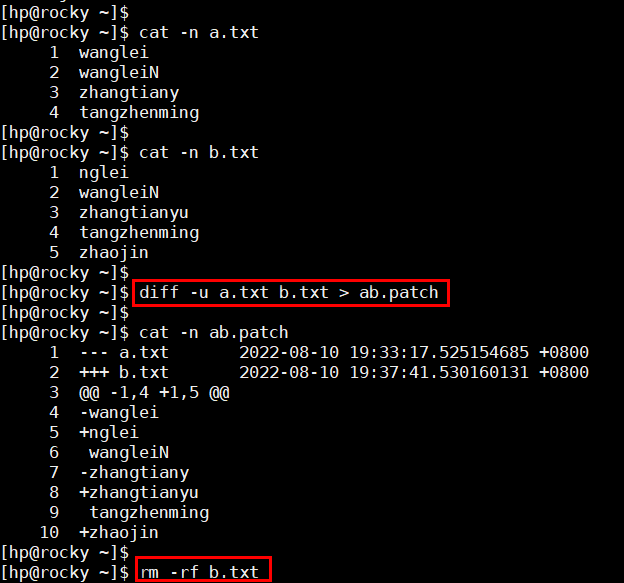 [hp@rocky ~]$
[hp@rocky ~]$ cat -n a.txt
     1  wanglei
     2  wangleiN
     3  zhangtiany
     4  tangzhenming
[hp@rocky ~]$
[hp@rocky ~]$ cat -n b.txt
     1  nglei
     2  wangleiN
     3  zhangtianyu
     4  tangzhenming
     5  zhaojin
[hp@rocky ~]$
[hp@rocky ~]$ diff -u a.txt b.txt > ab.patch
[hp@rocky ~]$
[hp@rocky ~]$ cat -n ab.patch
     1  --- a.txt       2022-08-10 19:33:17.525154685 +0800
     2  +++ b.txt       2022-08-10 19:37:41.530160131 +0800
     3  @@ -1,4 +1,5 @@
     4  -wanglei
     5  +nglei
     6   wangleiN
     7  -zhangtiany
     8  +zhangtianyu
     9   tangzhenming
    10  +zhaojin
[hp@rocky ~]$
[hp@rocky ~]$ rm -rf b.txt